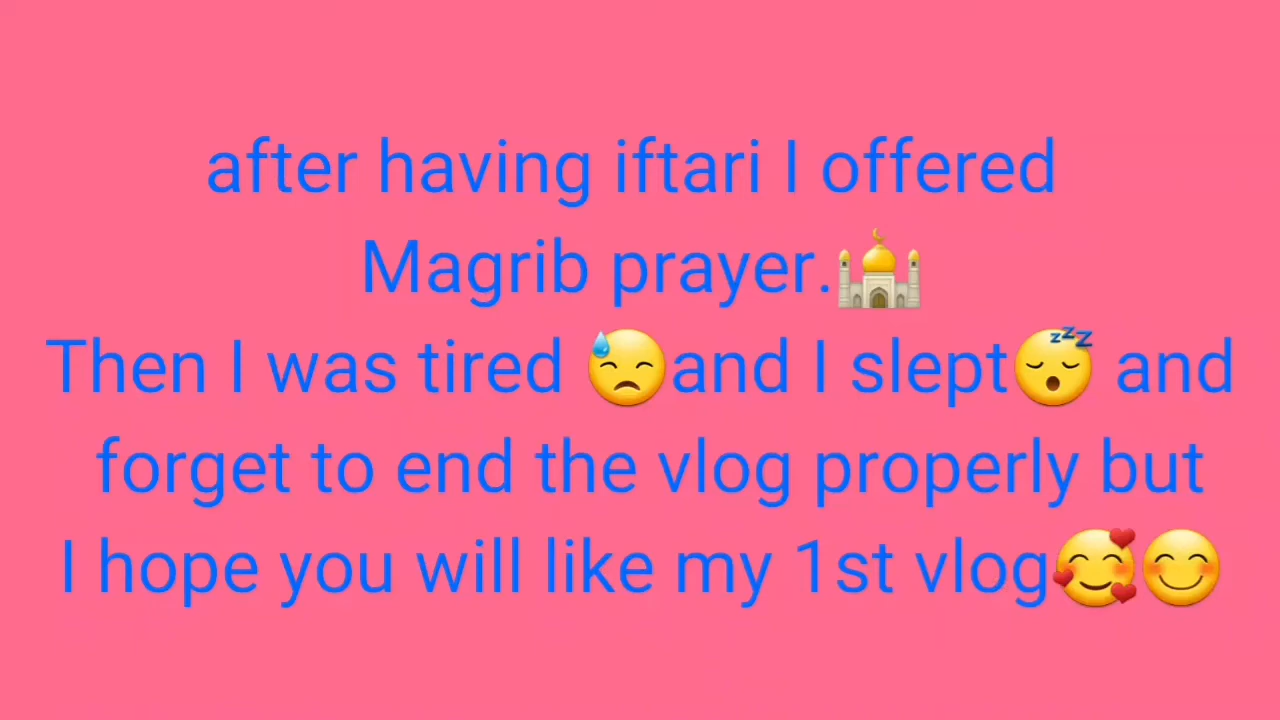 after having iftari I offered
Magrib prayer.🕌
Then I was tired 😓and I slept😴 and
forget to end the vlog properly but
I hope you will like my 1st vlog🥰😊